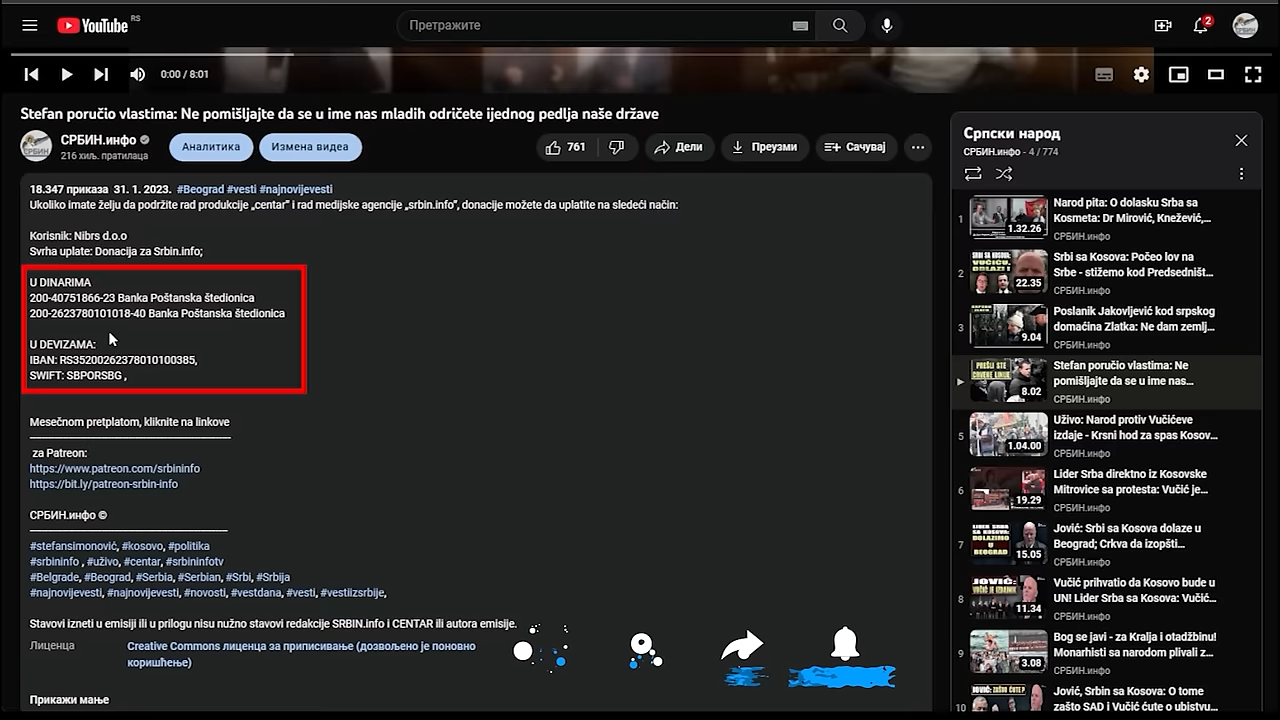 YouTube RS
Претражите
2
0:00 / 8:01
Stefan poručio vlastima: Ne pomišljajte da se u ime nas mladih odričete ijednog pedlja naše države
СРБИН.инфо
216 хиљ. пратилаца
Аналитика
Измена видеа
761
Дели
Преузми
Сачувај
18.347 приказа 31. 1. 2023. #Beograd #vesti #najnovijevesti
Ukoliko imate želju da podržite rad produkcije „centar” i rad medijske agencije „srbin.info”, donacije možete da uplatite na sledeći način:
Korisnik: Nibrs d.o.o
Svrha uplate: Donacija za Srbin.info;
U DINARIMA
200-40751866-23 Banka Poštanska štedionica
200-2623780101018-40 Banka Poštanska štedionica
U DEVIZAMA:
IBAN: RS35200262378010100385,
SWIFT: SBPORSBG ,
Mesečnom pretplatom, kliknite na linkove
za Patreon:
https://www.patreon.com/srbininfo
https://bit.ly/patreon-srbin-info
СРБИН.инфо ©
#stefansimonović, #kosovo, #politika
#srbininfo , #uživo, #centar, #srbininfotv
#Belgrade, #Beograd, #Serbia, #Serbian, #Srbi, #Srbija
#najnovijevesti, #najnovijevesti, #novosti, #vestdana, #vesti, #vestiizsrbije,
Stavovi izneti u emisiji ili u prilogu nisu nužno stavovi redakcije SRBIN.info i CENTAR ili autora emisije.
Лиценца
Creative Commons лиценца за приписивање (дозвољено је поновно
коришћење)
Прикажи мање
Српски народ
СРБИН.инфо - 4 / 774
1
1.32.26
Narod pita: O dolasku Srba sa
Kosmeta: Dr Mirović, Knežević,...
СРБИН.инфо
2
22.35
Srbi sa Kosova: Počeo lov na
Srbe - stižemo kod Predsedništ...
СРБИН.инфо
3
9.04
Poslanik Jakovljević kod srpskog
domaćina Zlatka: Ne dam zemlj...
СРБИН.инфо
PREŠLI STE
CRVENE LINIJE
8.02
Stefan poručio vlastima: Ne
pomišljajte da se u ime nas...
СРБИН.инфо
5
1.04.00
Uživo: Narod protiv Vučićeve
izdaje - Krsni hod za spas Kosov...
СРБИН.инфо
6
19.29
Lider Srba direktno iz Kosovske
Mitrovice sa protesta: Vučić je...
СРБИН.инфо
7
15.05
Jović: Srbi sa Kosova dolaze u
Beograd; Crkva da izopšti...
СРБИН.инфо
8
11.34
Vučić prihvatio da Kosovo bude u
UN! Lider Srba sa Kosova: Vučić...
СРБИН.инфо
9
3.08
Bog se javi - za Kralja i otadžbinu!
Monarhisti sa narodom plivali z...
СРБИН.инфо
10
Jović, Srbin sa Kosova: O tome
zašto SAD i Vučić ćute o ubistvu...